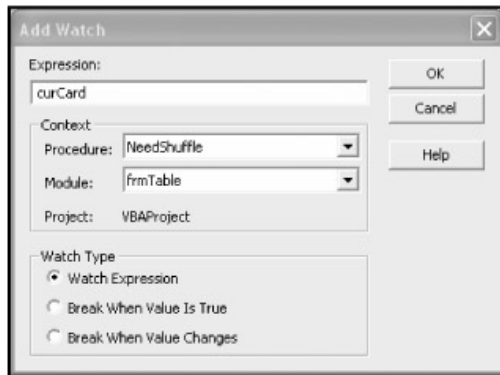 Add Watch
Expression:
OK
curCard
Cancel
Context
Procedure: NeedShuffle
Help
Module: frmTable
Project: VBAProject
Watch Type
Watch Expression
Break When Value Is True
Break When Value Changes